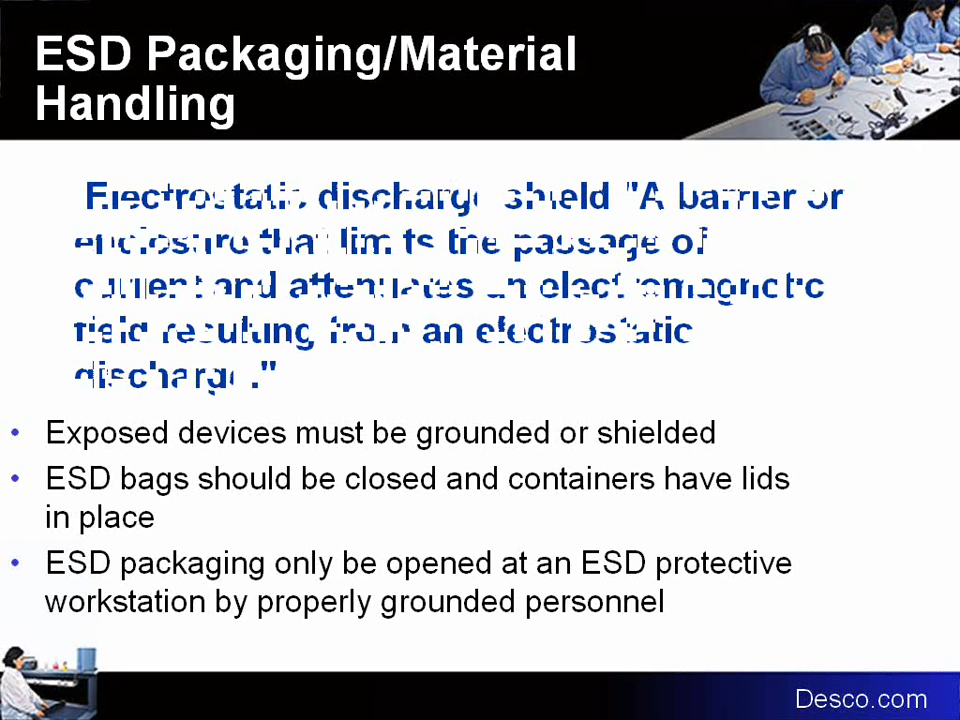 ESD Packaging/Material
Handling
Electrostatic discharge shield "A barrier or
enclosure that limits the passage of
current and attenuates an electromagnetic
field resulting from an electrostatic
discharge."
• Exposed devices must be grounded or shielded
• ESD bags should be closed and containers have lids
in place
• ESD packaging only be opened at an ESD protective
workstation by properly grounded personnel
Desco.com